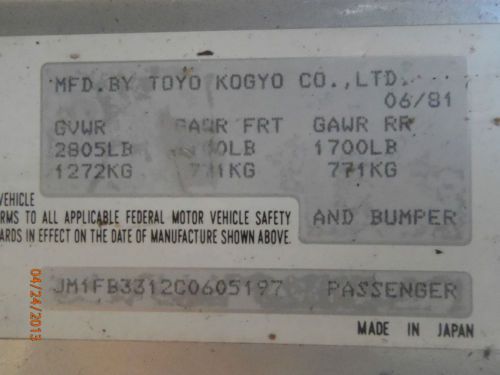 MFD.BY TOYO KOGYO CO.,LTD.
06/81
GVWR GAWR FRT GAWR RR
2805LB 1700LB
1272KG 771KG 771KG
VEHICLE
RMS TO ALL APPLICABLE FEDERAL MOTOR VEHICLE SAFETY
AND BUMPER
ARDS IN EFFECT ON THE DATE OF MANUFACTURE SHOWN ABOVE.
JM1FB3312C0605197 PASSENGER
MADE IN JAPAN
04/24/2013